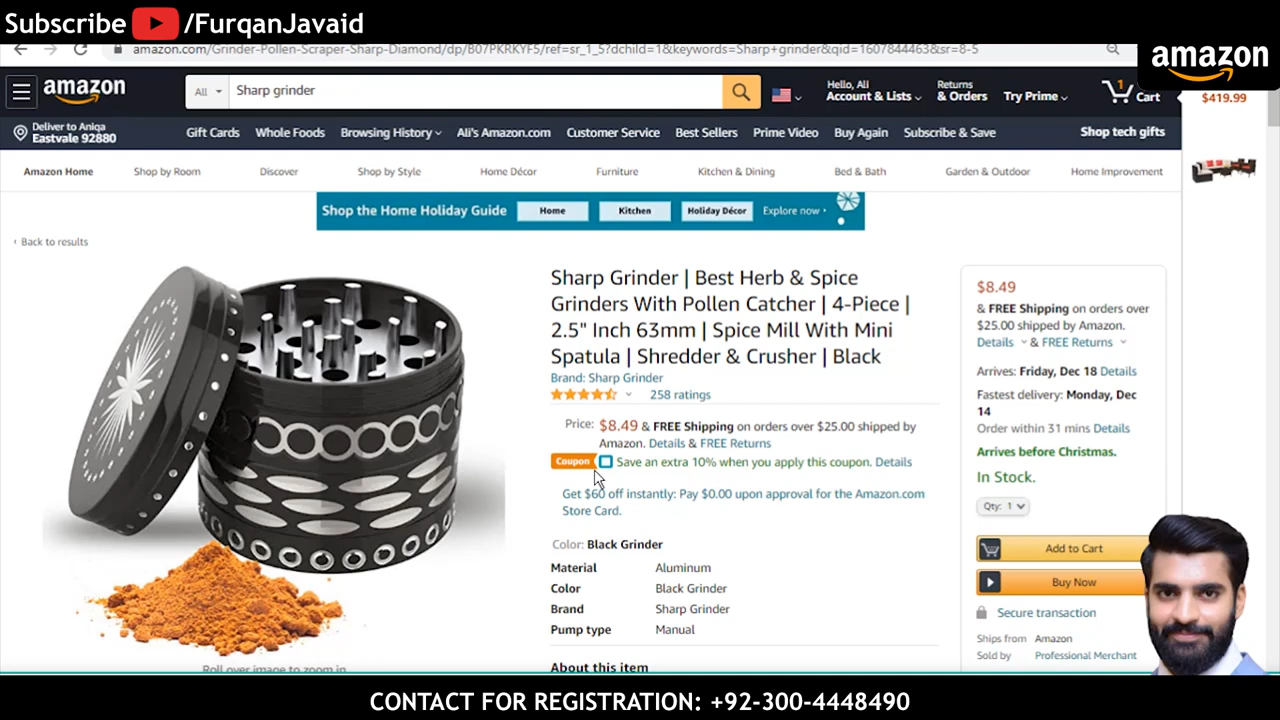 Subscribe /FurqanJavaid
amazon.com/Grinder-Pollen-Scraper-Sharp-Diamond/dp/B07PKRKYF5/ref=sr_1_5?dchild=1&keywords=Sharp+grinder&qid=1607844463&sr=8-5
amazon
amazon
All
Sharp grinder
Hello, Ali
Account & Lists
Returns
& Orders
Try Prime
1
Cart
$419.99
Deliver to Aniqa
Eastvale 92880
Gift Cards
Whole Foods
Browsing History
Ali's Amazon.com
Customer Service
Best Sellers
Prime Video
Buy Again
Subscribe & Save
Shop tech gifts
Amazon Home
Shop by Room
Discover
Shop by Style
Home Décor
Furniture
Kitchen & Dining
Bed & Bath
Garden & Outdoor
Home Improvement
Shop the Home Holiday Guide
Home
Kitchen
Holiday Décor
Explore now ›
‹ Back to results
Sharp Grinder | Best Herb & Spice
Grinders With Pollen Catcher | 4-Piece |
2.5" Inch 63mm | Spice Mill With Mini
Spatula | Shredder & Crusher | Black
Brand: Sharp Grinder
258 ratings
Price: $8.49 & FREE Shipping on orders over $25.00 shipped by
Amazon. Details & FREE Returns
Coupon Save an extra 10% when you apply this coupon. Details
Get $60 off instantly: Pay $0.00 upon approval for the Amazon.com
Store Card.
Color: Black Grinder
Material Aluminum
Color Black Grinder
Brand Sharp Grinder
Pump type Manual
About this item
Roll over image to zoom in
$8.49
& FREE Shipping on orders over
$25.00 shipped by Amazon.
Details & FREE Returns
Arrives: Friday, Dec 18 Details
Fastest delivery: Monday, Dec
14
Order within 31 mins Details
Arrives before Christmas.
In Stock.
Qty: 1
Add to Cart
Buy Now
Secure transaction
Ships from Amazon
Sold by Professional Merchant
CONTACT FOR REGISTRATION: +92-300-4448490